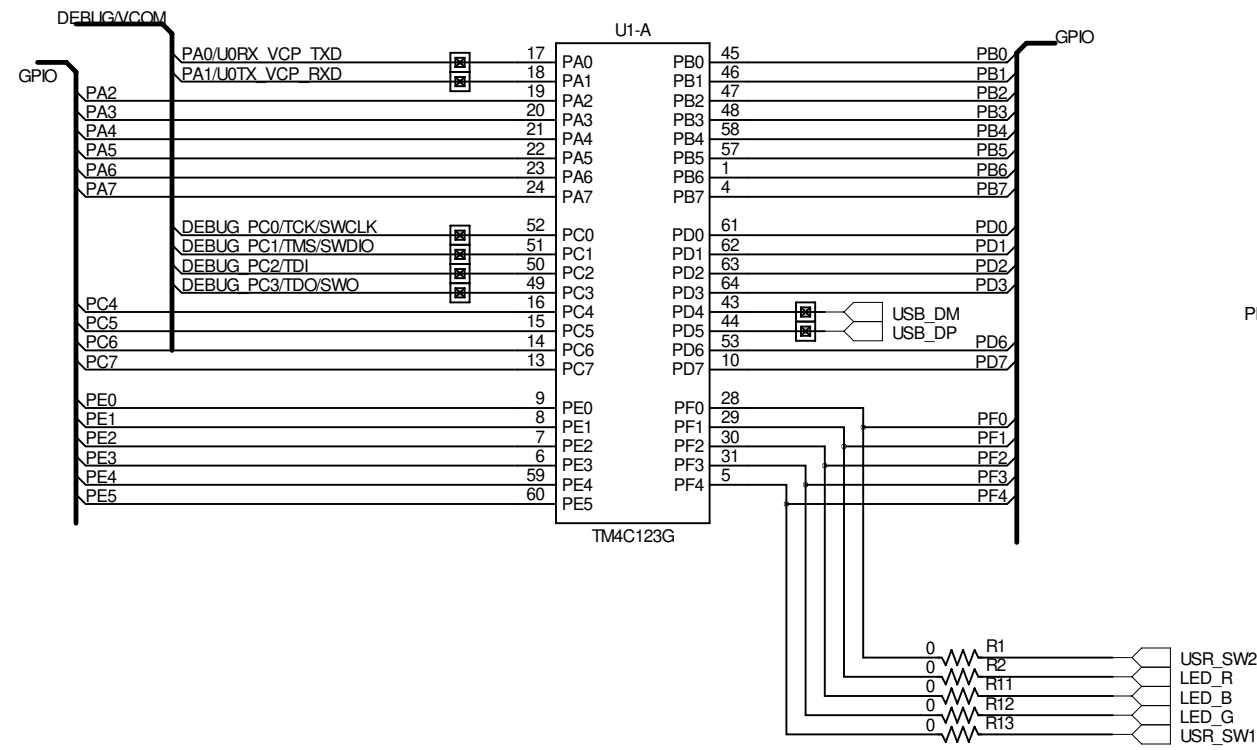 DEBUG/VCOM
GPIO
U1-A
GPIO
PA0/U0RX_VCP_TXD 17 PA0 PB0 45 PB0
PA1/U0TX_VCP_RXD 18 PA1 PB1 46 PB1
PA2 19 PA2 PB2 47 PB2
PA3 20 PA3 PB3 48 PB3
PA4 21 PA4 PB4 58 PB4
PA5 22 PA5 PB5 57 PB5
PA6 23 PA6 PB6 1 PB6
PA7 24 PA7 PB7 4 PB7
DEBUG_PC0/TCK/SWCLK 52 PC0 PD0 61 PD0
DEBUG_PC1/TMS/SWDIO 51 PC1 PD1 62 PD1
DEBUG_PC2/TDI 50 PC2 PD2 63 PD2
DEBUG_PC3/TDO/SWO 49 PC3 PD3 64 PD3
PC4 16 PC4 PD4 43 USB_DM
PC5 15 PC5 PD5 44 USB_DP
PC6 14 PC6 PD6 53 PD6
PC7 13 PC7 PD7 10 PD7
PE0 9 PE0 PF0 28 PF0
PE1 8 PE1 PF1 29 PF1
PE2 7 PE2 PF2 30 PF2
PE3 6 PE3 PF3 31 PF3
PE4 59 PE4 PF4 5 PF4
PE5 60 PE5
TM4C123G
0 R1 USR_SW2
0 R2 LED_R
0 R11 LED_B
0 R12 LED_G
0 R13 USR_SW1